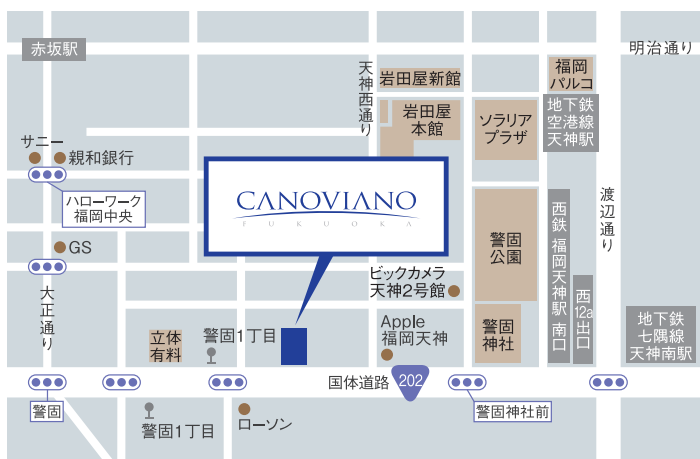 赤坂駅
明治通り
天神西通り
岩田屋新館
福岡
パルコ
岩田屋
本館
ソラリア
プラザ
地下鉄
空港線
天神駅
サニー
親和銀行
ハローワーク
福岡中央
CANOVIANO
FUKUOKA
渡辺通り
GS
大正通り
警固
公園
西鉄 福岡天神駅 南口
西12a出口
ビックカメラ
天神2号館
立体
有料
警固1丁目
Apple
福岡天神
警固
神社
地下鉄
七隈線
天神南駅
国体道路
202
警固
警固1丁目
ローソン
警固神社前